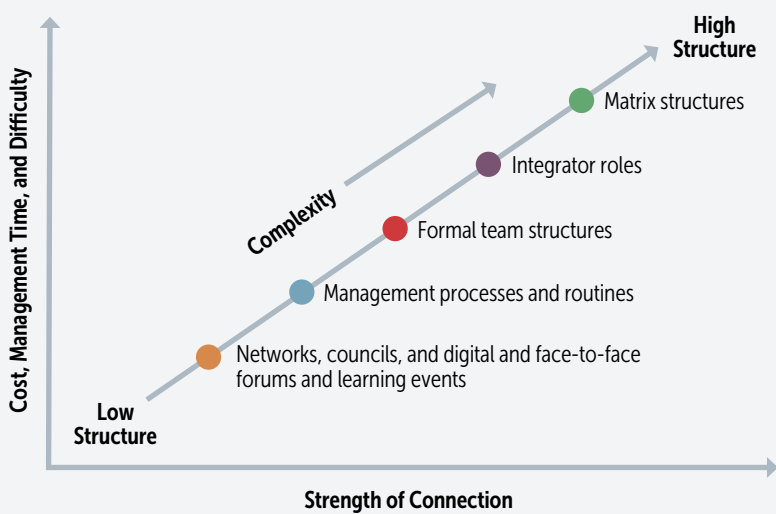 High
Structure
Matrix structures
Integrator roles
Complexity
Formal team structures
Management processes and routines
Networks, councils, and digital and face-to-face
forums and learning events
Low
Structure
Cost, Management Time, and Difficulty
Strength of Connection